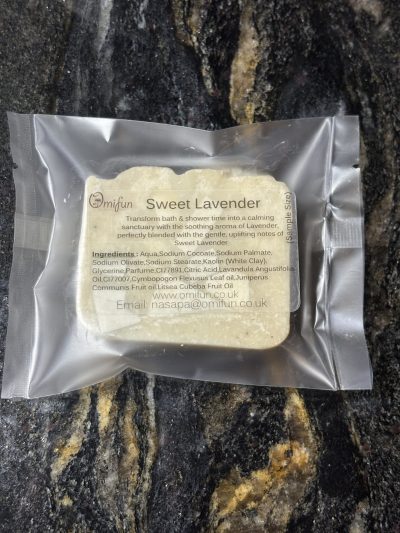 Omifun Sweet Lavender
Transform bath & shower time into a calming
sanctuary with the soothing aroma of Lavender,
perfectly blended with the gentle, uplifting notes of
Sweet Lavender
(Sample Size)
Ingredients : Aqua,Sodium Cocoate,Sodium Palmate,
Sodium Olivate,Sodium Stearate,Kaolin (White Clay),
Glycerine,Parfume,CI77891,Citric Acid,Lavandula Angustifolia
Oil,CI77007,Cymbopogon Flexusus Leaf oil,Juniperus
Communis Fruit oil,Litsea Cubeba Fruit Oil
www.omifun.co.uk
Email: nasapa@omifun.co.uk